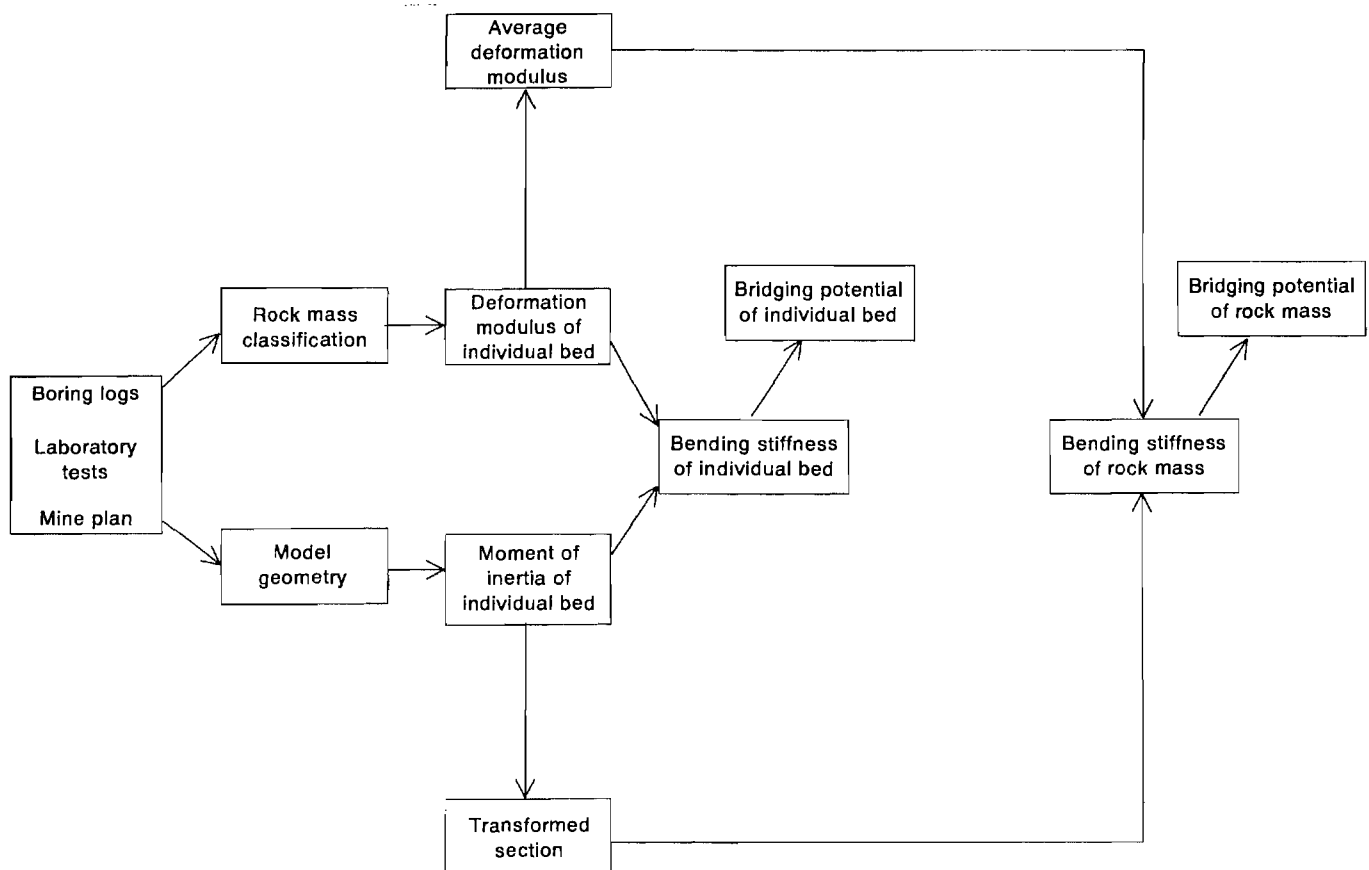 Average
deformation
modulus
Rock mass
classification
Deformation
modulus of
individual bed
Bridging potential
of individual bed
Bridging potential
of rock mass
Boring logs
Laboratory
tests
Mine plan
Bending stiffness
of individual bed
Bending stiffness
of rock mass
Model
geometry
Moment of
inertia of
individual bed
Transformed
section